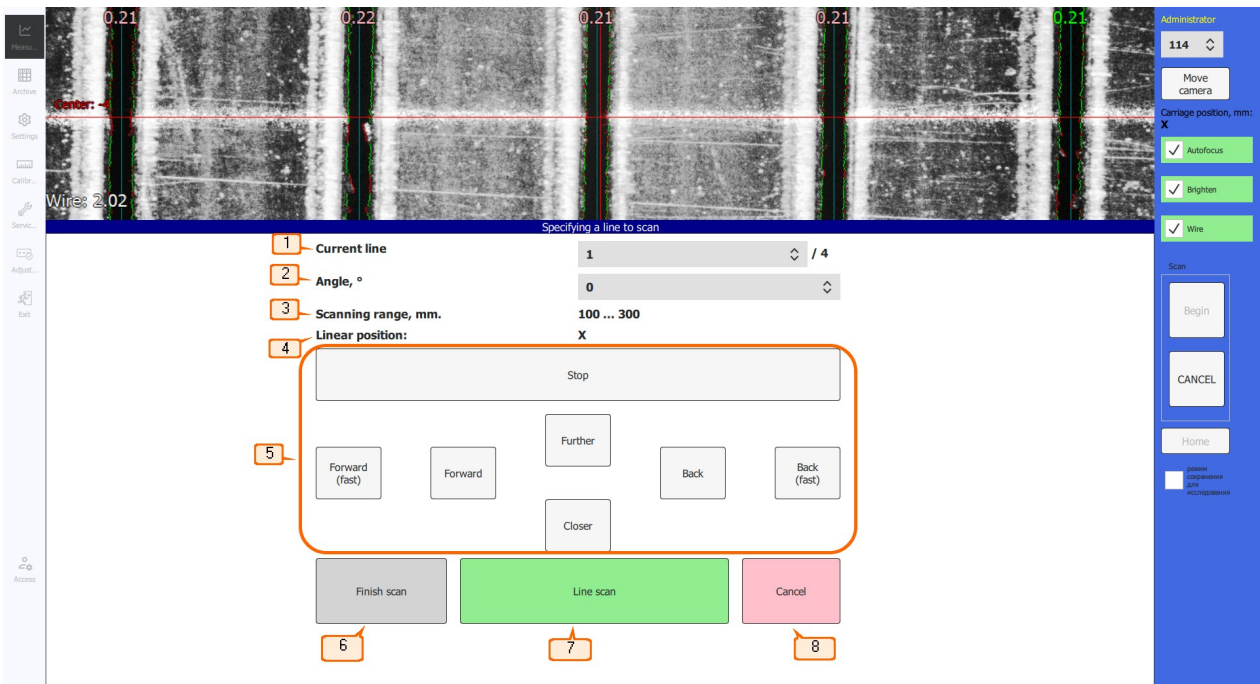 0.21 0.22 0.21 0.21 0.21
Center: -4
Wire: 2.02
Measu...
Archive
Settings
Calibr...
Servic...
Adjust...
Exit
Access
Specifying a line to scan
1 Current line 1 / 4
2 Angle, ° 0
3 Scanning range, mm. 100 ... 300
4 Linear position: X
Stop
5
Further
Forward
(fast)
Forward
Back
Back
(fast)
Closer
Finish scan
Line scan
Cancel
6
7
8
Administrator
114
Move
camera
Carriage position, mm:
X
Autofocus
Brighten
Wire
Scan
Begin
CANCEL
Home
режим
сохранения
для
исследования